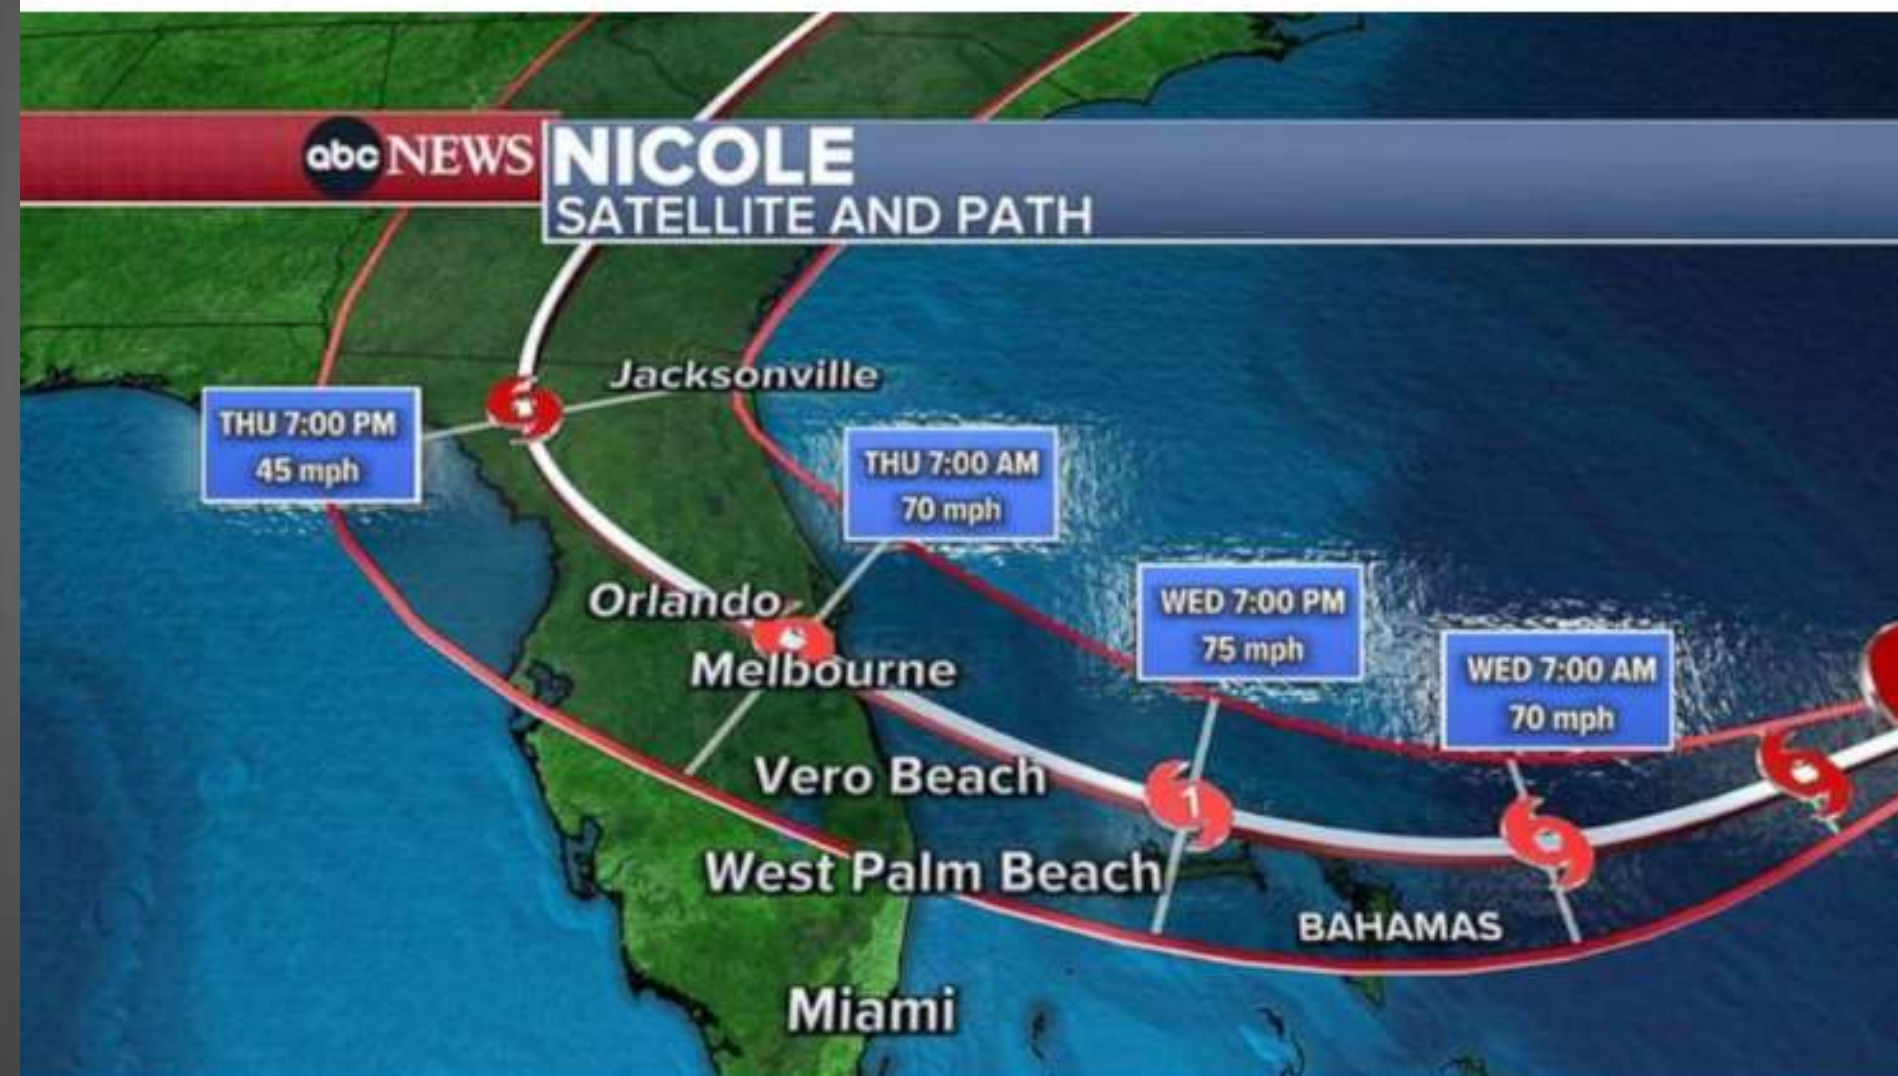 abc NEWS
NICOLE
SATELLITE AND PATH
Jacksonville
THU 7:00 PM
45 mph
THU 7:00 AM
70 mph
WED 7:00 PM
75 mph
WED 7:00 AM
70 mph
Orlando
Melbourne
Vero Beach
1
West Palm Beach
BAHAMAS
Miami